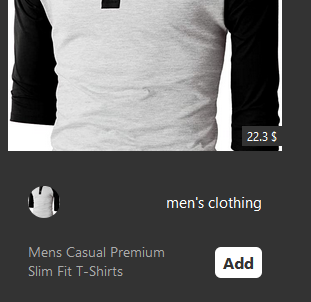 22.3 $
men's clothing
Mens Casual Premium
Slim Fit T-Shirts
Add